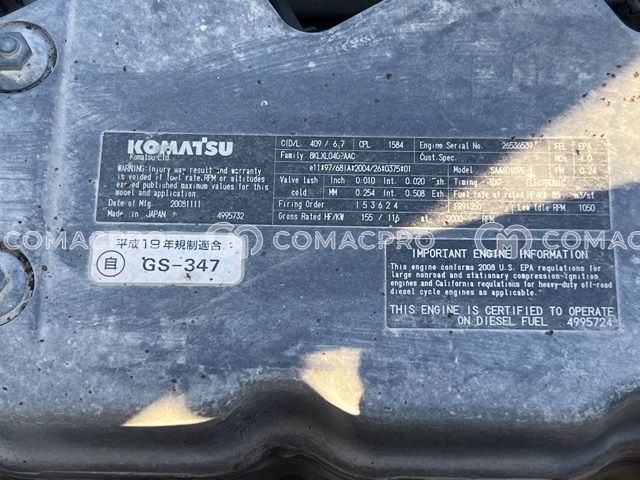 KOMATSU
Komatsu Ltd.
WARNING: Injury may result and warranty
is voided if fuel rate, RPM or altitudes
exceed published maximum values for this
model and application
Date of Mfg. 20081111
Made in JAPAN 4995732
CID/L. 409 / 6.7 CPL 1584 Engine Serial No. 26536539 FEL EPA
Family Cust.Spec. NOx 4.0
Model PM 0.24
Valve lash Inch 0.010 Int. 0.020 Exh. Timing-TDC ELECTRONIC
cold MM 0.254 Int. 0.508 Exh.
Firing Order 1 5 3 6 2 4 FR91350 Low Idle RPM 1050
Gross Rated HP/KW 155 / 116 at 2000 RPM
平成19年規制適合
自 GS-347
IMPORTANT ENGINE INFORMATION
This engine conforms 2008 U.S. EPA regulations for
large nonroad and stationary compression-ignition
engines and California regulations for heavy-duty off-road
diesel cycle engines as applicable.
THIS ENGINE IS CERTIFIED TO OPERATE
ON DIESEL FUEL 4995724
COMACPRO COMACPRO COMACPRO